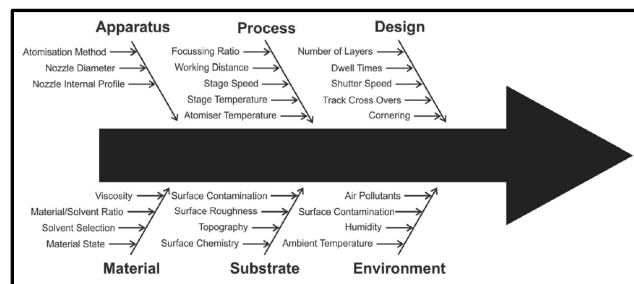 Apparatus
Atomisation Method
Nozzle Diameter
Nozzle Internal Profile
Process
Focussing Ratio
Working Distance
Stage Speed
Stage Temperature
Atomiser Temperature
Design
Number of Layers
Dwell Times
Shutter Speed
Track Cross Overs
Cornering
Viscosity
Material/Solvent Ratio
Solvent Selection
Material State
Material
Surface Contamination
Surface Roughness
Topography
Surface Chemistry
Substrate
Air Pollutants
Surface Contamination
Humidity
Ambient Temperature
Environment